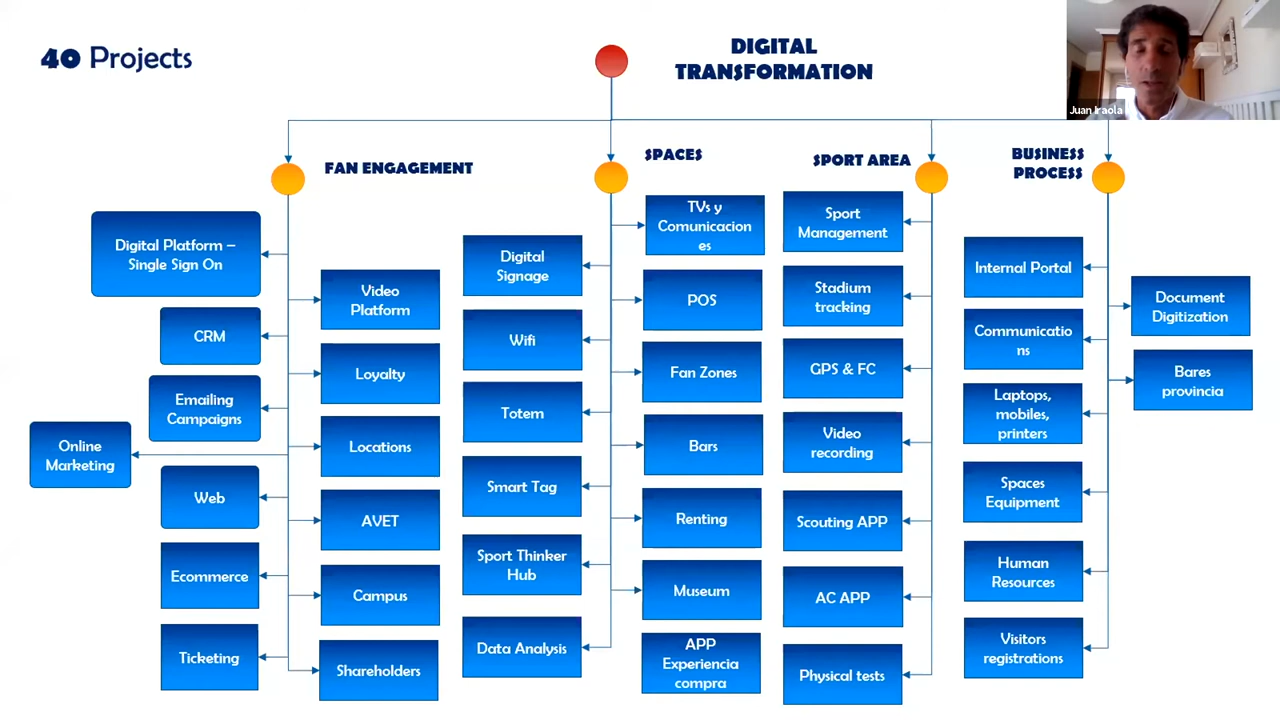 40 Projects
DIGITAL
TRANSFORMATION
Juan Iraola
FAN ENGAGEMENT
Digital Platform –
Single Sign On
CRM
Emailing
Campaigns
Online
Marketing
Web
Ecommerce
Ticketing
Video
Platform
Loyalty
Locations
AVET
Campus
Shareholders
SPACES
Digital
Signage
Wifi
Totem
Smart Tag
Sport Thinker
Hub
Data Analysis
TVs y
Comunicacion
es
POS
Fan Zones
Bars
Renting
Museum
APP
Experiencia
compra
SPORT AREA
Sport
Management
Stadium
tracking
GPS & FC
Video
recording
Scouting APP
AC APP
Physical tests
BUSINESS
PROCESS
Internal Portal
Communicatio
ns
Laptops,
mobiles,
printers
Spaces
Equipment
Human
Resources
Visitors
registrations
Document
Digitization
Bares
provincia